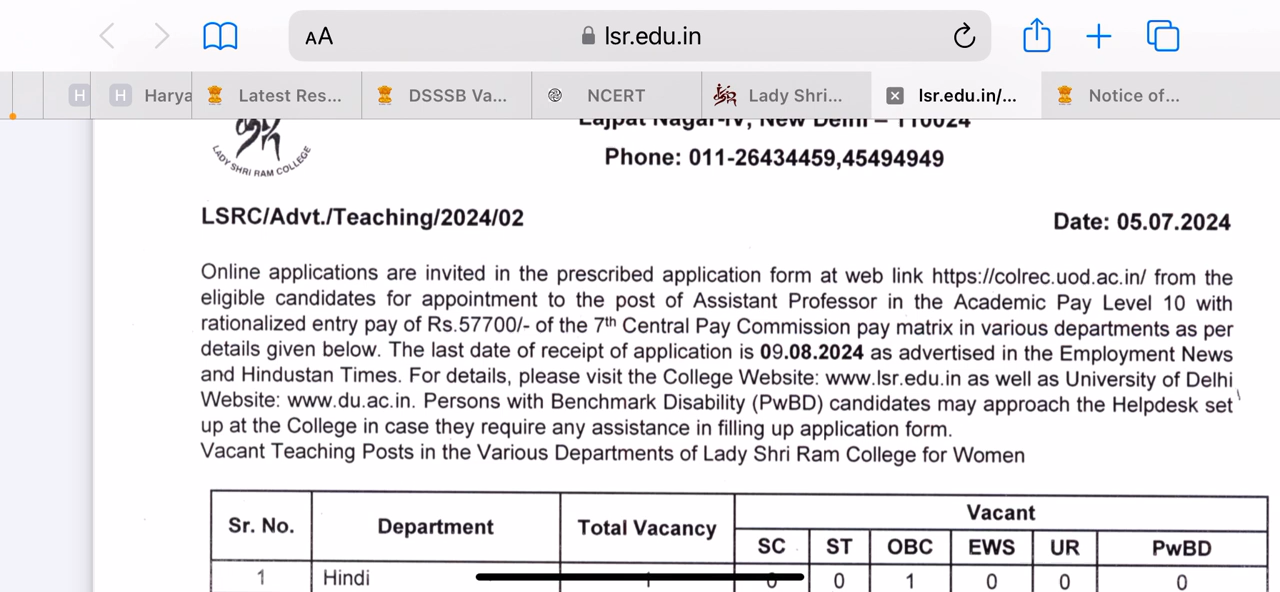 AA lsr.edu.in
H H Harya Latest Res... DSSSB Va... NCERT Lady Shri... lsr.edu.in/... Notice of...
Lajpat Nagar-IV, New Delhi – 110024
LADY SHRI RAM COLLEGE
Phone: 011-26434459,45494949
LSRC/Advt./Teaching/2024/02 Date: 05.07.2024
Online applications are invited in the prescribed application form at web link https://colrec.uod.ac.in/ from the
eligible candidates for appointment to the post of Assistant Professor in the Academic Pay Level 10 with
rationalized entry pay of Rs.57700/- of the 7th Central Pay Commission pay matrix in various departments as per
details given below. The last date of receipt of application is 09.08.2024 as advertised in the Employment News
and Hindustan Times. For details, please visit the College Website: www.lsr.edu.in as well as University of Delhi
Website: www.du.ac.in. Persons with Benchmark Disability (PwBD) candidates may approach the Helpdesk set
up at the College in case they require any assistance in filling up application form.
Vacant Teaching Posts in the Various Departments of Lady Shri Ram College for Women
Sr. No. Department Total Vacancy Vacant
SC ST OBC EWS UR PwBD
1 Hindi 1 0 0 1 0 0 0